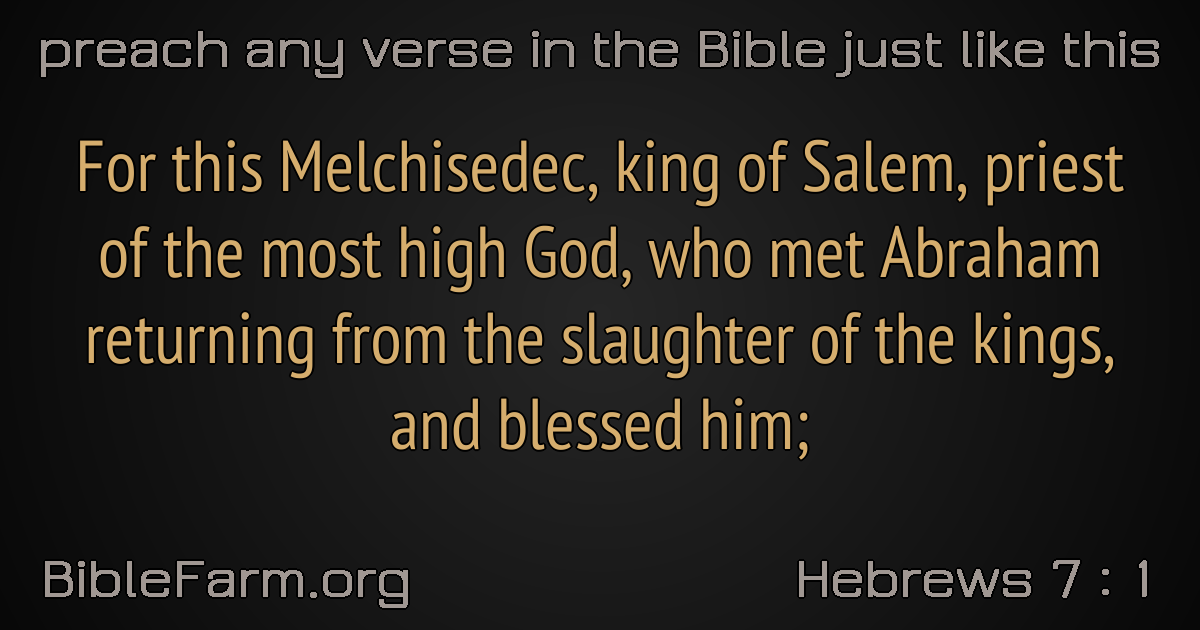 preach any verse in the Bible just like this
For this Melchisedec, king of Salem, priest
of the most high God, who met Abraham
returning from the slaughter of the kings,
and blessed him;
BibleFarm.org
Hebrews 7 : 1